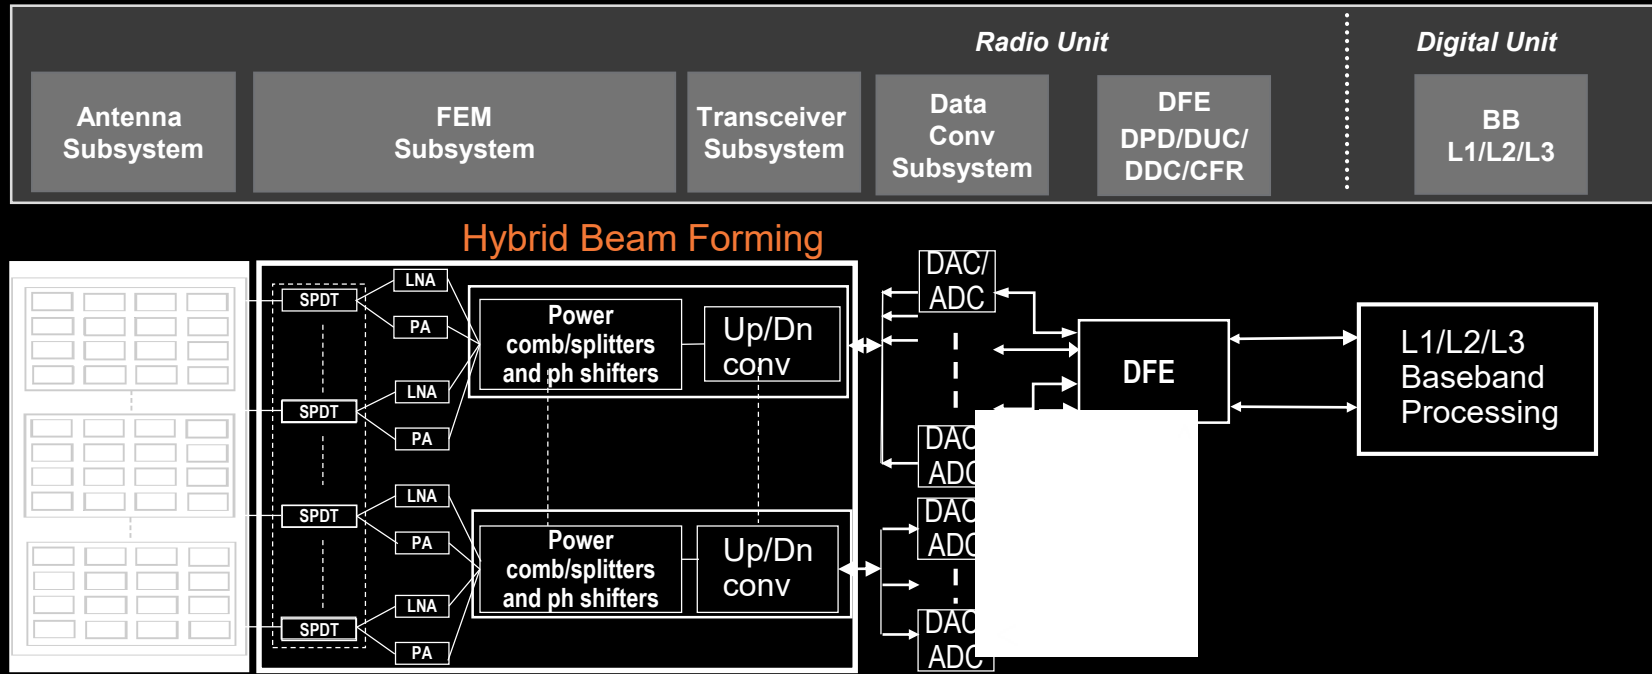 Radio Unit
Digital Unit
Antenna
Subsystem
FEM
Subsystem
Transceiver
Subsystem
Data
Conv
Subsystem
DFE
DPD/DUC/
DDC/CFR
BB
L1/L2/L3
Hybrid Beam Forming
SPDT
LNA
PA
SPDT
LNA
PA
SPDT
LNA
PA
SPDT
LNA
PA
Power
comb/splitters
and ph shifters
Up/Dn
conv
Power
comb/splitters
and ph shifters
Up/Dn
conv
DAC/
ADC
DAC
ADC
DAC
ADC
DAC
ADC
DFE
L1/L2/L3
Baseband
Processing